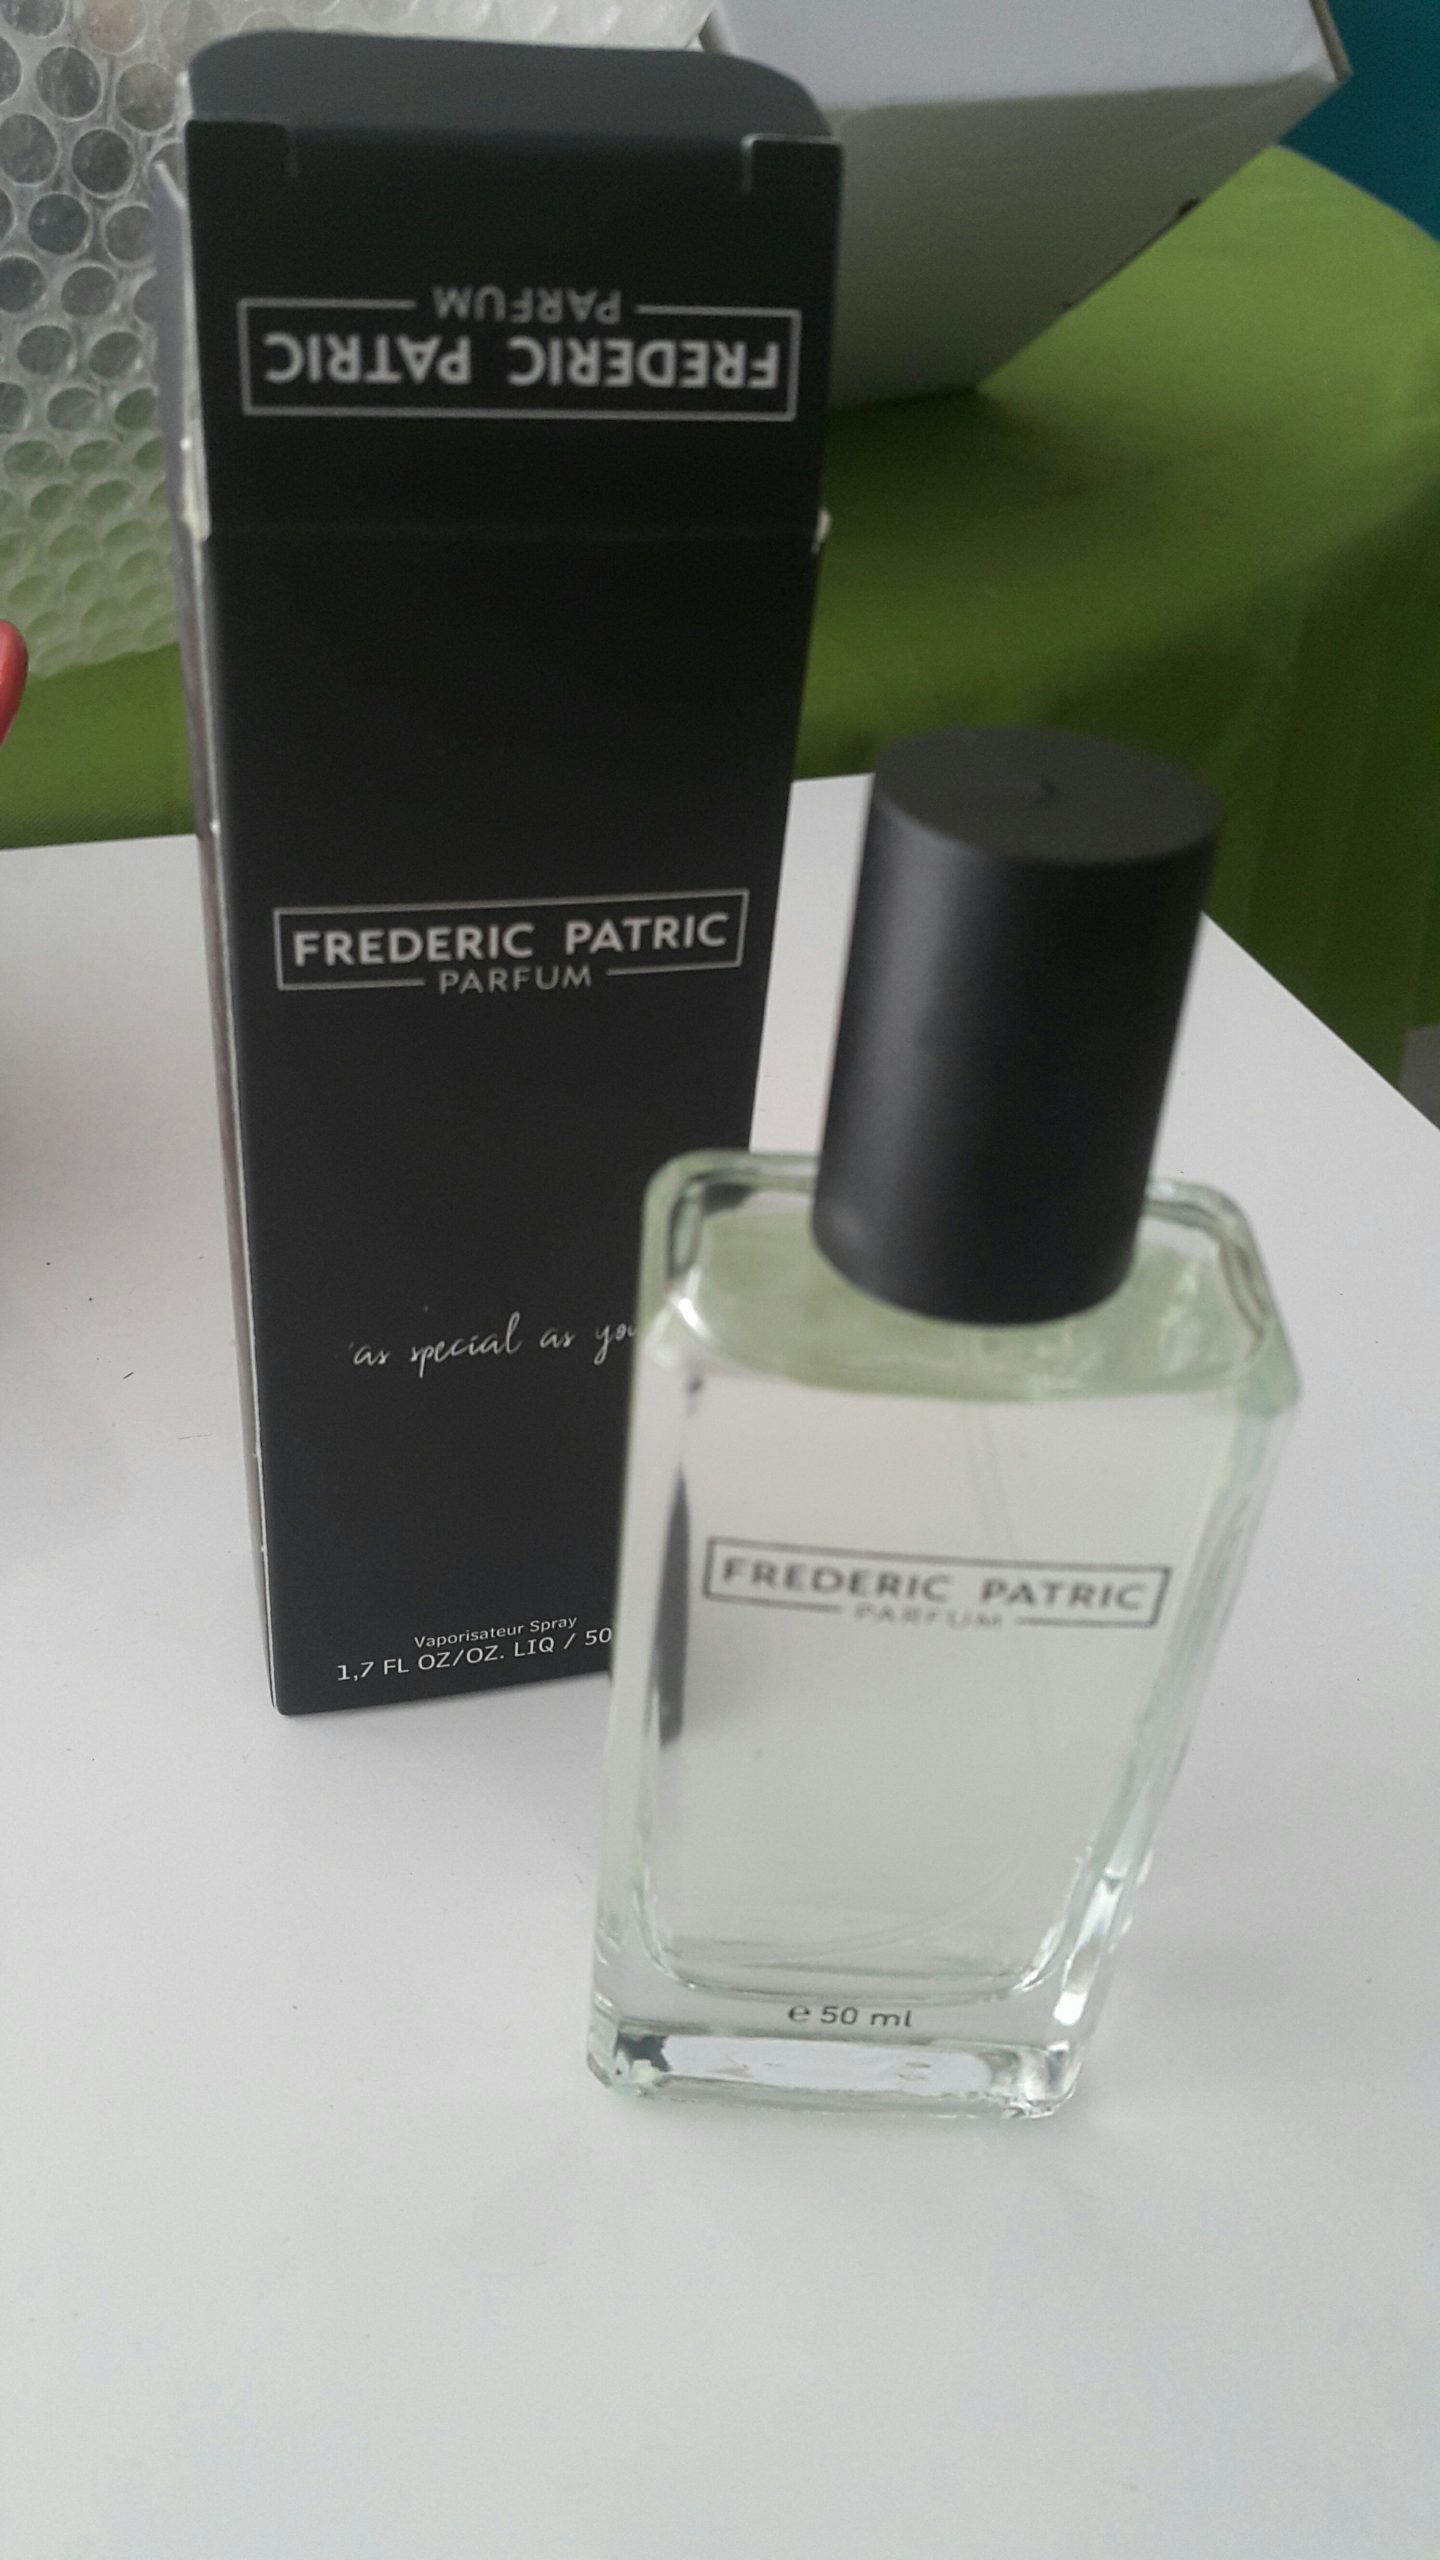 FREDERIC PATRIC
PARFUM
FREDERIC PATRIC
PARFUM
as special as you
Vaporisateur Spray
1,7 FL OZ/OZ. LIQ / 50
FREDERIC PATRIC
PARFUM
e 50 ml